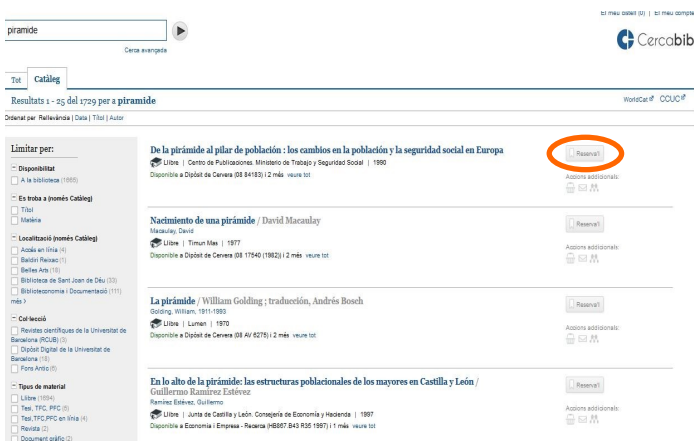 El meu cistell (0) | El meu compte
piramide
Cerca avançada
Cercabib
Tot Catàleg
Resultats 1 - 25 del 1729 per a piramide
WorldCat CCUC
Ordenat per Rellevància | Data | Títol | Autor
Limitar per:
Disponibilitat
A la biblioteca (1665)
Es troba a (només Catàleg)
Títol
Matèria
Localització (només Catàleg)
Accés en línia (4)
Baldiri Reixac (1)
Belles Arts (18)
Biblioteca de Sant Joan de Déu (33)
Biblioteconomia i Documentació (111)
més >
Col·lecció
Revistes científiques de la Universitat de
Barcelona (RCUB) (3)
Dipòsit Digital de la Universitat de
Barcelona (18)
Fons Antic (6)
Tipus de material
Llibre (1694)
Tesi, TFC, PFC (5)
Tesi,TFC,PFC en línia (4)
Revista (2)
Document gràfic (2)
De la pirámide al pilar de población : los cambios en la población y la seguridad social en Europa
Llibre | Centro de Publicaciones. Ministerio de Trabajo y Seguridad Social | 1990
Disponible a Dipòsit de Cervera (08 84183) i 2 més veure tot
Reserva'l
Accions addicionals:
Nacimiento de una pirámide / David Macaulay
Macaulay, David
Llibre | Timun Mas | 1977
Disponible a Dipòsit de Cervera (08 17540 (1982)) i 2 més veure tot
Reserva'l
Accions addicionals:
La pirámide / William Golding ; traducción, Andrés Bosch
Golding, William, 1911-1993
Llibre | Lumen | 1970
Disponible a Dipòsit de Cervera (08 AV 6275) i 2 més veure tot
Reserva'l
Accions addicionals:
En lo alto de la pirámide: las estructuras poblacionales de los mayores en Castilla y León /
Guillermo Ramírez Estévez
Ramírez Estévez, Guillermo
Llibre | Junta de Castilla y León. Consejería de Economía y Hacienda | 1997
Disponible a Economia i Empresa - Recerca (HB867.B43 R35 1997) i 1 més veure tot
Reserva'l
Accions addicionals: